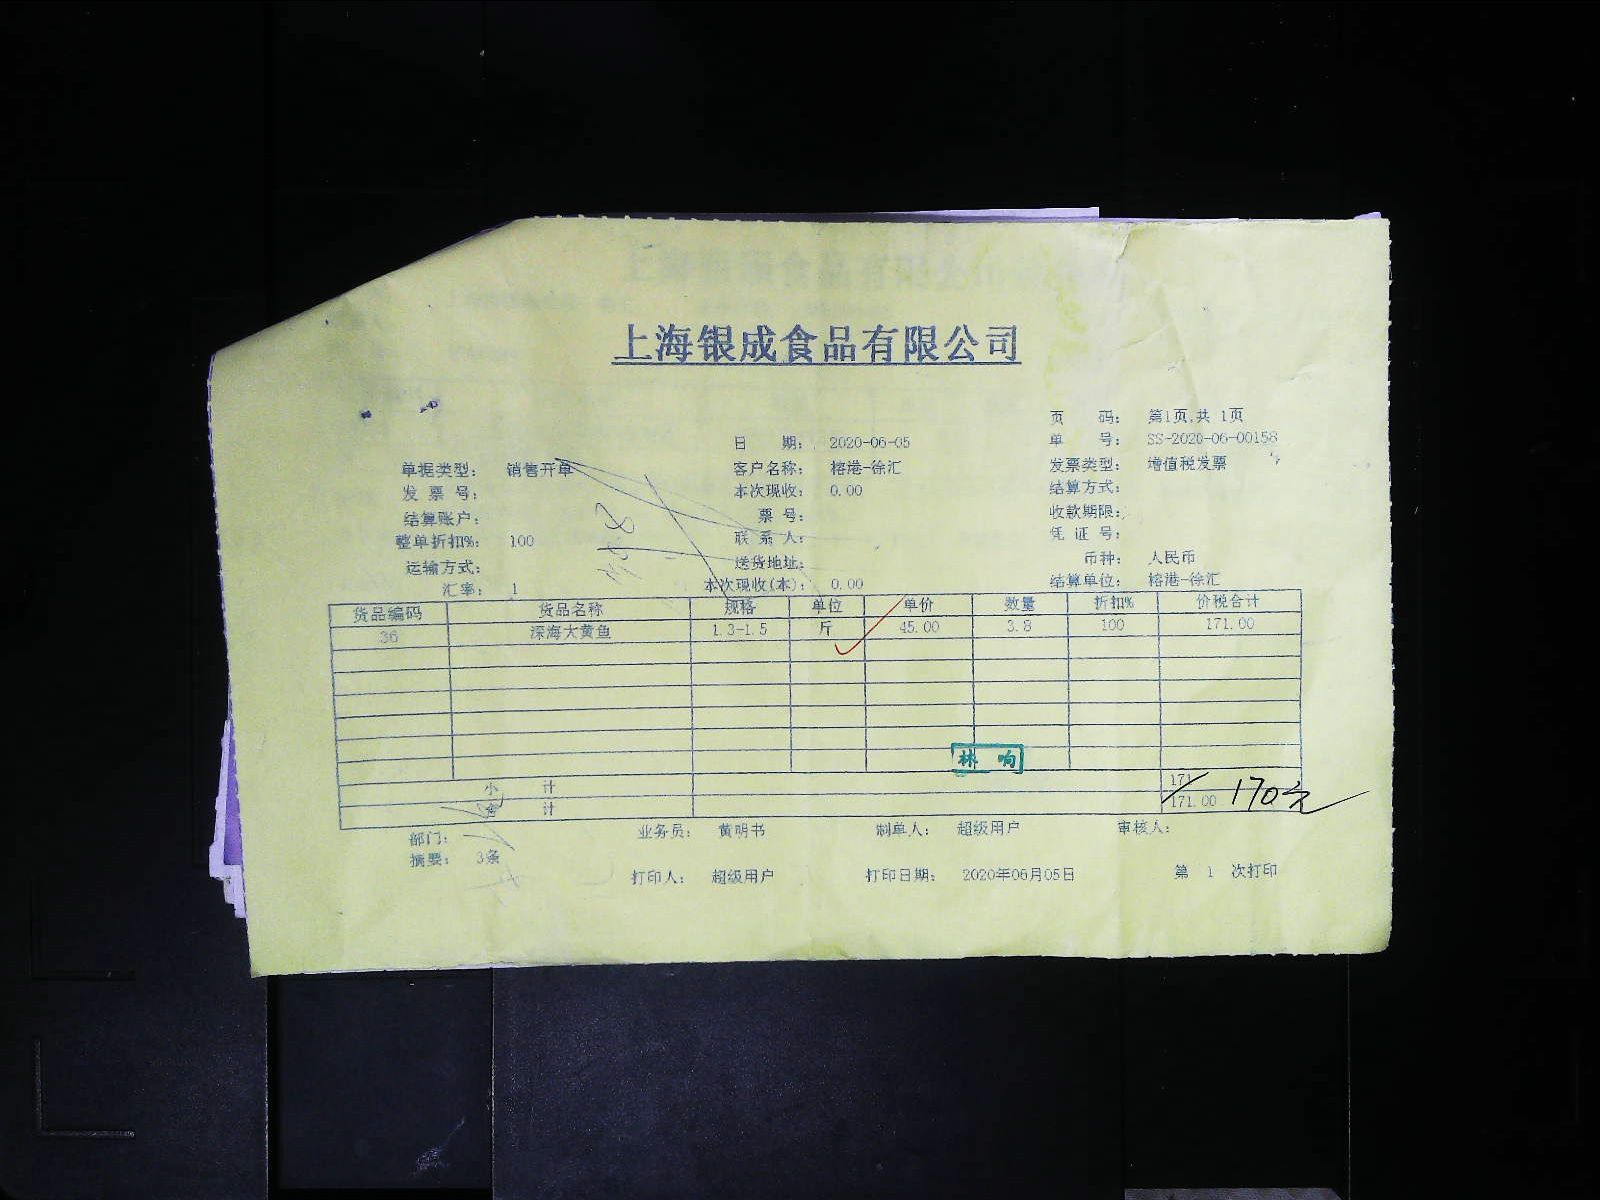 上海银成食品有限公司
页 码： 第1页,共 1页
日 期： 2020-06-05 单 号： SS-2020-06-00158
单据类型： 销售开单 客户名称： 榕港-徐汇 发票类型： 增值税发票
发 票 号： 本次现收： 0.00 结算方式：
结算账户： 票 号： 收款期限：
整单折扣%： 100 联 系 人： 凭 证 号：
运输方式： 送货地址： 币种： 人民币
汇率： 1 本次现收(本)： 0.00 结算单位： 榕港-徐汇
货品编码 货品名称 规格 单位 单价 数量 折扣% 价税合计
36 深海大黄鱼 1.3-1.5 斤 45.00 3.8 100 171.00
林 响
小 计 171
合 计 171.00 170元
部门： 业务员： 黄明书 制单人： 超级用户 审核人：
摘要： 3条
打印人： 超级用户 打印日期： 2020年06月05日 第 1 次打印